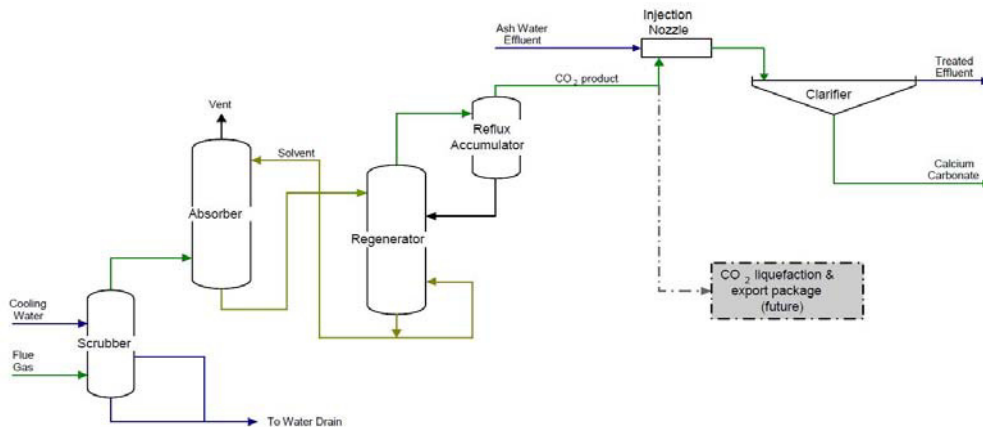 Injection
Nozzle
Ash Water
Effluent
CO2 product
Treated
Effluent
Clarifier
Vent
Reflux
Accumulator
Solvent
Calcium
Carbonate
Absorber
Regenerator
CO2 liquefaction &
export package
(future)
Cooling
Water
Scrubber
Flue
Gas
To Water Drain